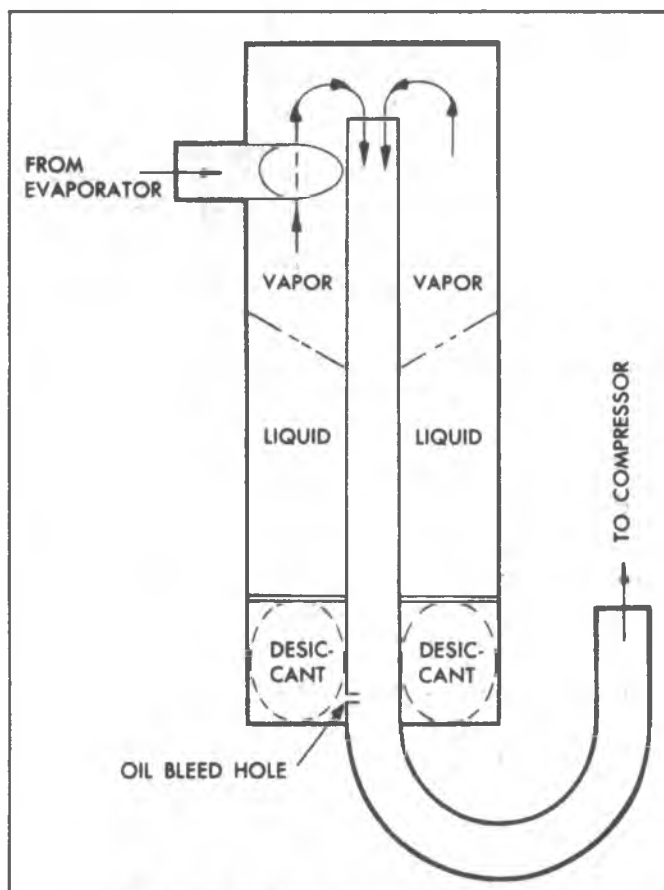 FROM
EVAPORATOR
VAPOR
VAPOR
LIQUID
LIQUID
TO COMPRESSOR
DESIC-
CANT
DESIC-
CANT
OIL BLEED HOLE